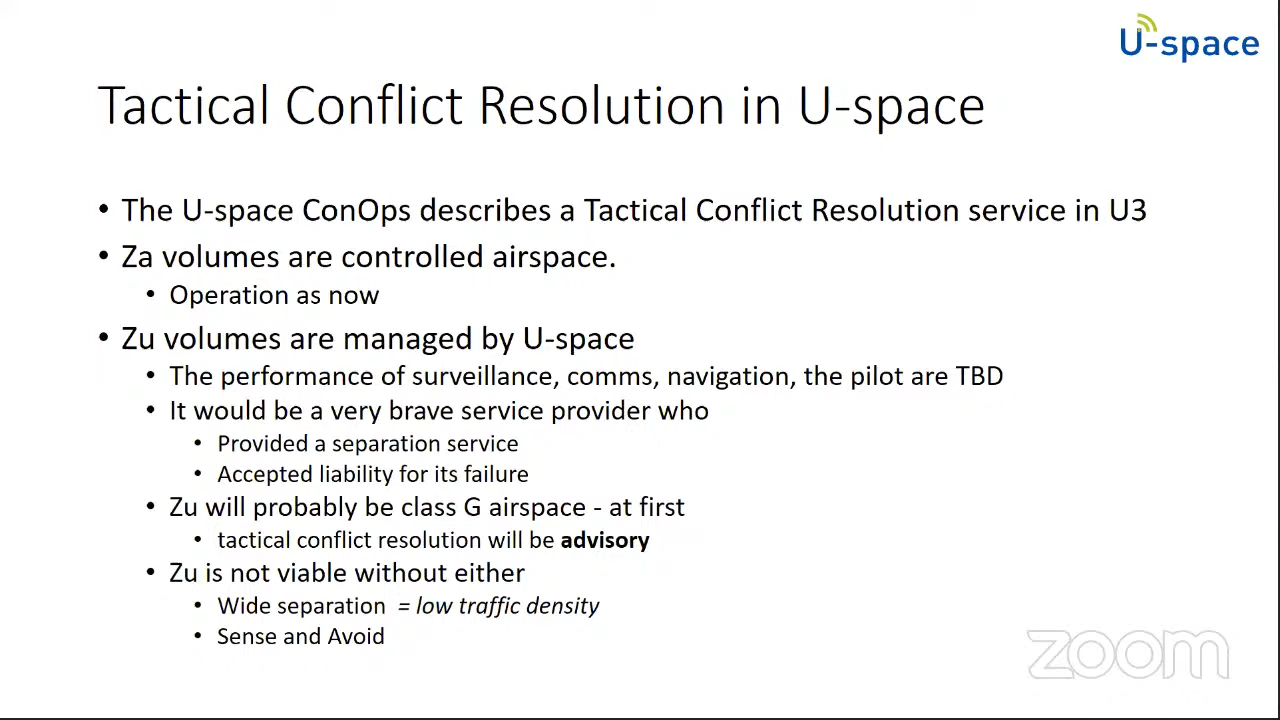 U-space
Tactical Conflict Resolution in U-space
• The U-space ConOps describes a Tactical Conflict Resolution service in U3
• Za volumes are controlled airspace.
• Operation as now
• Zu volumes are managed by U-space
• The performance of surveillance, comms, navigation, the pilot are TBD
• It would be a very brave service provider who
• Provided a separation service
• Accepted liability for its failure
• Zu will probably be class G airspace - at first
• tactical conflict resolution will be advisory
• Zu is not viable without either
• Wide separation = low traffic density
• Sense and Avoid
zoom